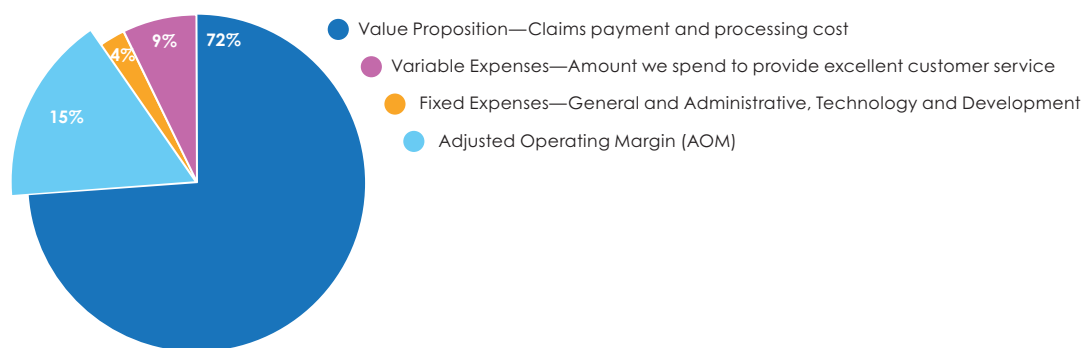 72%
9%
4%
15%
Value Proposition—Claims payment and processing cost
Variable Expenses—Amount we spend to provide excellent customer service
Fixed Expenses—General and Administrative, Technology and Development
Adjusted Operating Margin (AOM)